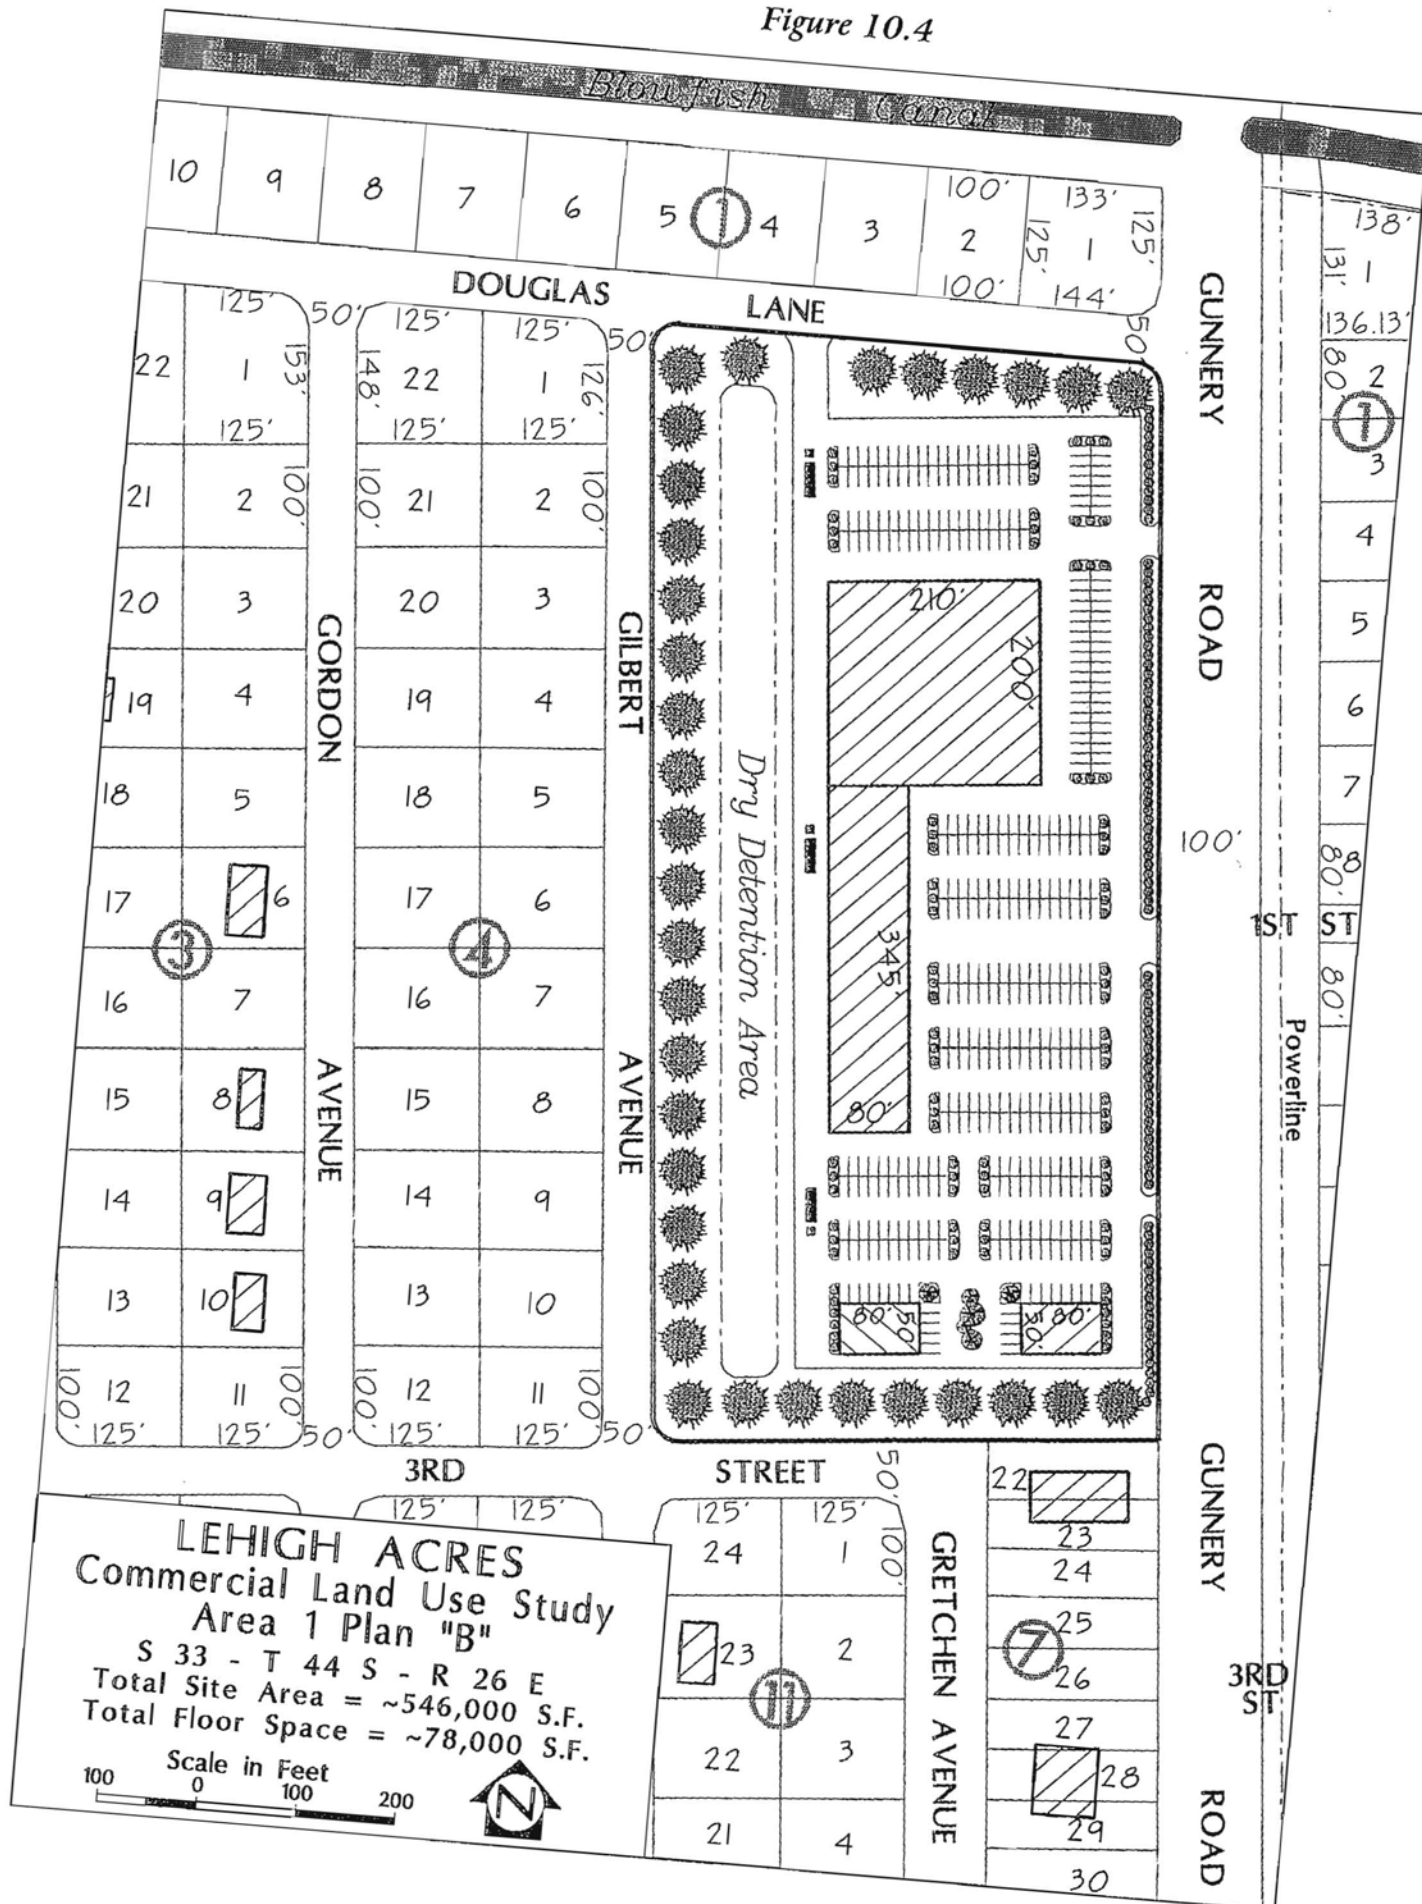 Figure 10.4
Blowfish Canal
10 9 8 7 6 5 1 4 3 2 1
100' 133'
125' 125'
100' 144'
138'
131' 1
136.13'
80' 2
1
3
4
5
6
7
8
80'
1ST ST
80'
DOUGLAS LANE
50' 50' 50'
125' 125' 125'
22 1 153' 148' 22 1 126'
125' 125' 125'
21 2 100' 100' 21 2 100'
20 3 20 3
19 4 19 4
18 5 18 5
17 6 17 6
3 4
16 7 16 7
15 8 15 8
14 9 14 9
13 10 13 10
12 11 12 11
100' 100' 100' 100'
125' 125' 50' 125' 125' 50'
GORDON AVENUE
GILBERT AVENUE
Dry Detention Area
210'
200'
345'
80'
80' 50' 50' 80'
GUNNERY ROAD
100'
Powerline
3RD STREET
50'
125' 125' 125' 125'
24 1 100'
23 2
11
22 3
21 4
GRETCHEN AVENUE
22
23
24
25
7
26
27
28
29
30
GUNNERY ROAD
3RD
ST
LEHIGH ACRES
Commercial Land Use Study
Area 1 Plan "B"
S 33 - T 44 S - R 26 E
Total Site Area = ~546,000 S.F.
Total Floor Space = ~78,000 S.F.
Scale in Feet
100 0 100 200
N